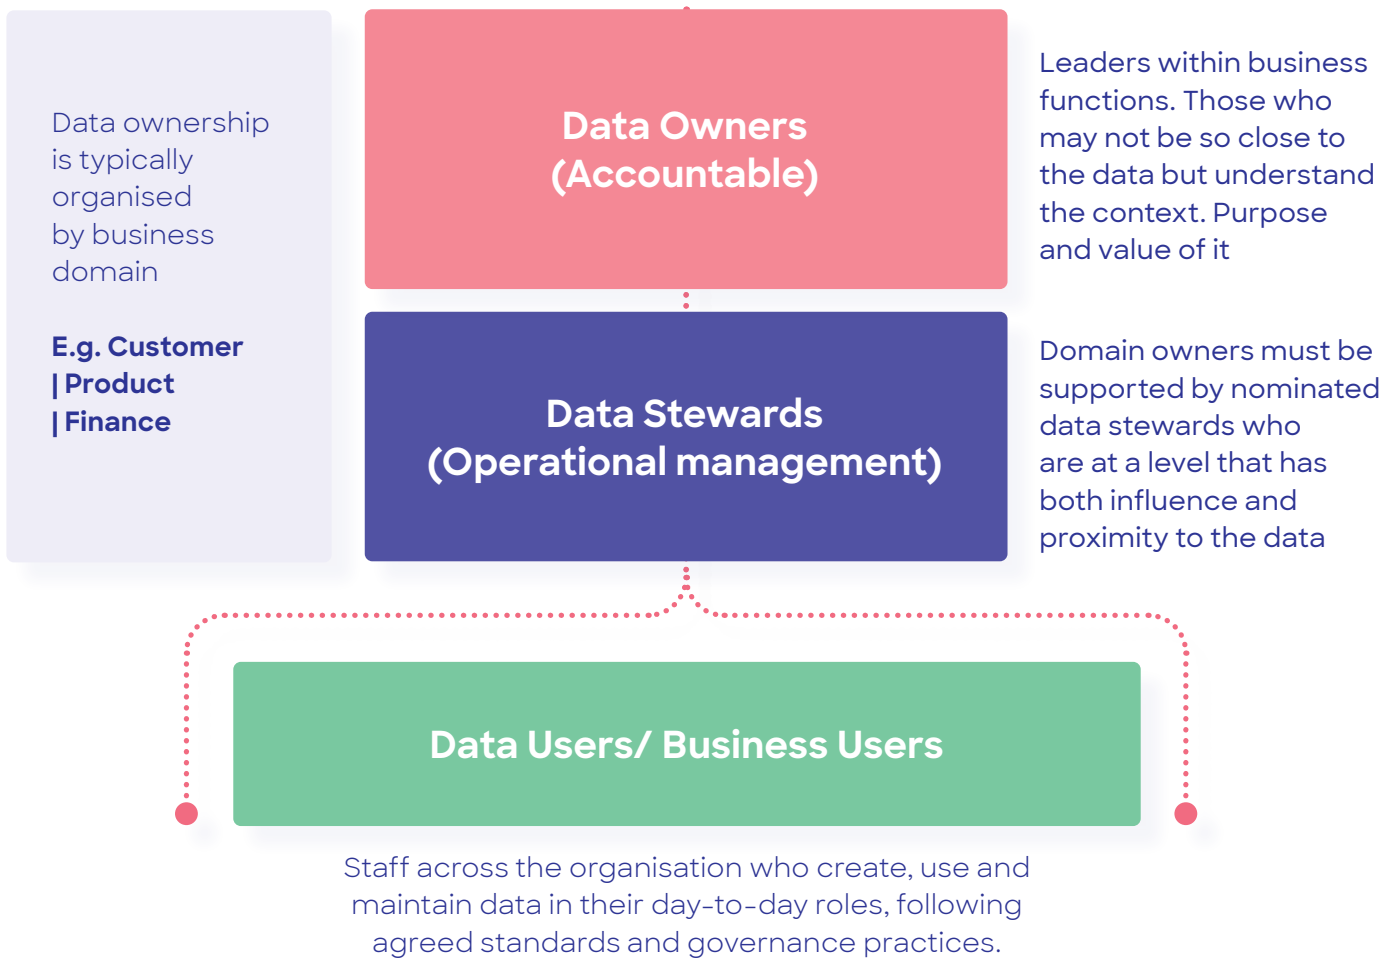 Data ownership
is typically
organised
by business
domain
E.g. Customer
| Product
| Finance
Data Owners
(Accountable)
Leaders within business
functions. Those who
may not be so close to
the data but understand
the context. Purpose
and value of it
Data Stewards
(Operational management)
Domain owners must be
supported by nominated
data stewards who
are at a level that has
both influence and
proximity to the data
Data Users/ Business Users
Staff across the organisation who create, use and
maintain data in their day-to-day roles, following
agreed standards and governance practices.